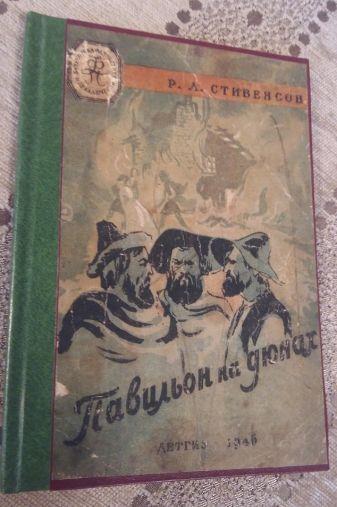 Р. Л. СТИВЕНСОН
Павильон на дюнах
ДЕТГИЗ 1946